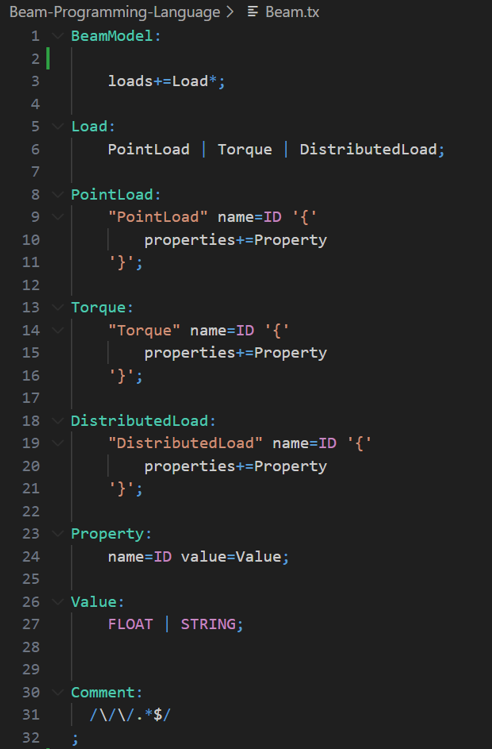 Beam-Programming-Language > Beam.tx
1 BeamModel:
2
3 loads+=Load*;
4
5 Load:
6 PointLoad | Torque | DistributedLoad;
7
8 PointLoad:
9 "PointLoad" name=ID '{'
10 properties+=Property
11 '}';
12
13 Torque:
14 "Torque" name=ID '{'
15 properties+=Property
16 '}';
17
18 DistributedLoad:
19 "DistributedLoad" name=ID '{'
20 properties+=Property
21 '}';
22
23 Property:
24 name=ID value=Value;
25
26 Value:
27 FLOAT | STRING;
28
29
30 Comment:
31 /\/\/.*$/
32 ;